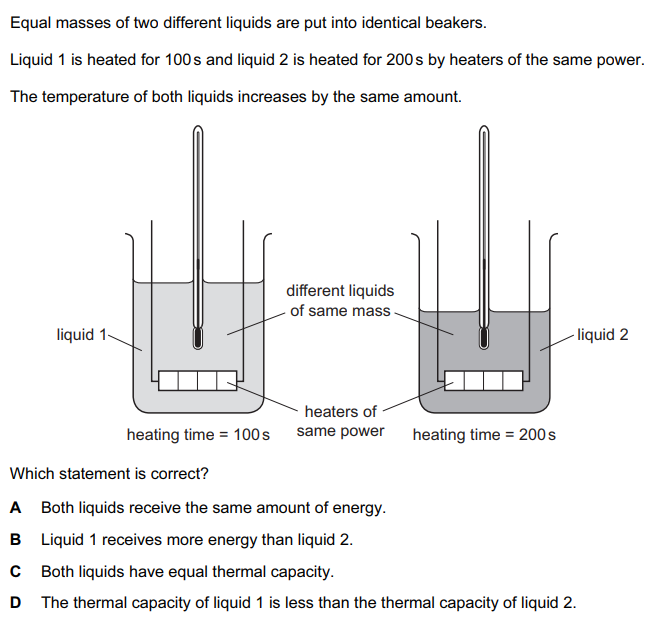 Equal masses of two different liquids are put into identical beakers.
Liquid 1 is heated for 100 s and liquid 2 is heated for 200 s by heaters of the same power.
The temperature of both liquids increases by the same amount.
different liquids
of same mass
liquid 1
liquid 2
heaters of
same power
heating time = 100 s
heating time = 200 s
Which statement is correct?
A Both liquids receive the same amount of energy.
B Liquid 1 receives more energy than liquid 2.
C Both liquids have equal thermal capacity.
D The thermal capacity of liquid 1 is less than the thermal capacity of liquid 2.